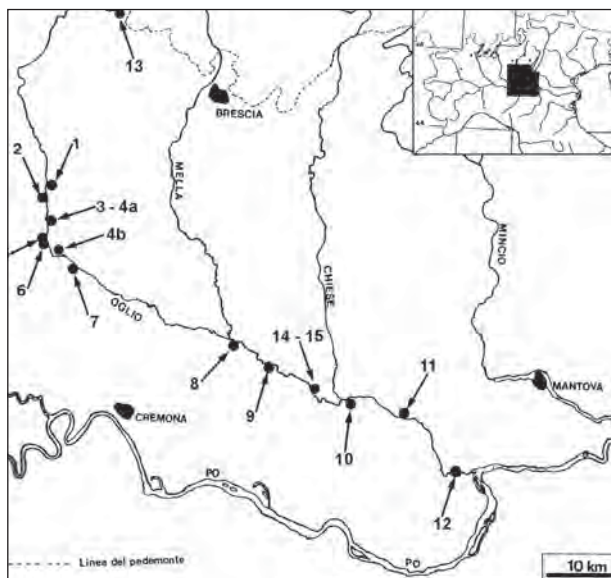 13
BRESCIA
MELLA
2
1
3 - 4a
4b
6
7
OGLIO
CHIESE
MINCIO
14 - 15
8
9
10
11
MANTOVA
CREMONA
PO
12
PO
Linea del pedemonte
10 km